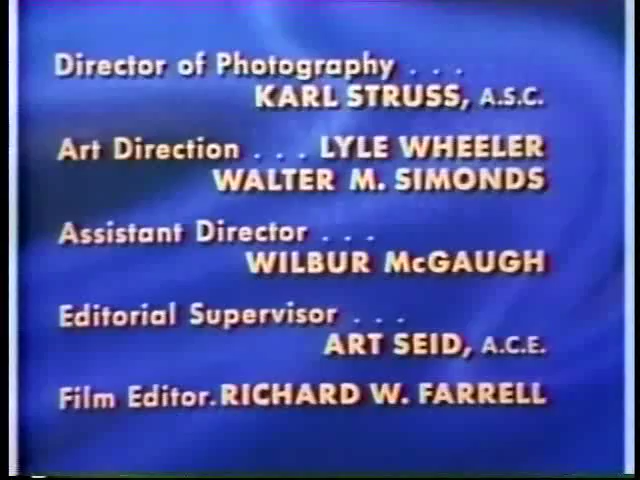 Director of Photography . . .
KARL STRUSS, A.S.C.
Art Direction . . . LYLE WHEELER
WALTER M. SIMONDS
Assistant Director . . .
WILBUR McGAUGH
Editorial Supervisor . . .
ART SEID, A.C.E.
Film Editor.RICHARD W. FARRELL